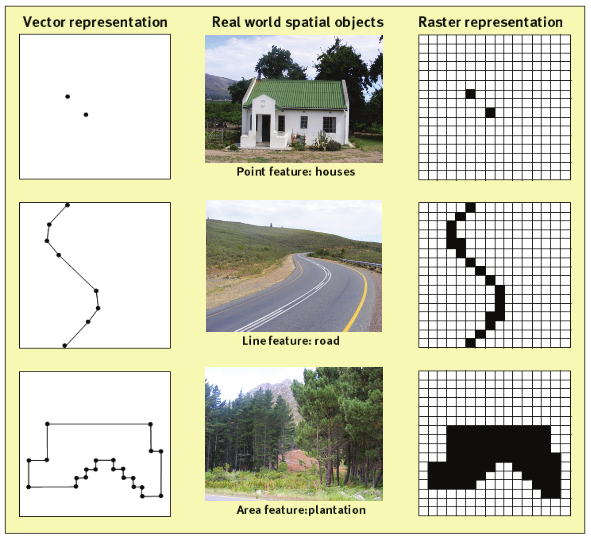 Vector representation
Real world spatial objects
Raster representation
Point feature: houses
Line feature: road
Area feature:plantation